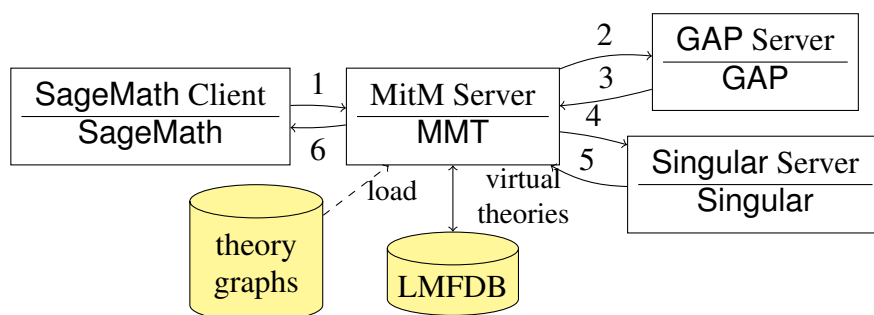 SageMath Client
SageMath
1
6
MitM Server
MMT
2
3
4
5
GAP Server
GAP
Singular Server
Singular
load
virtual
theories
theory
graphs
LMFDB